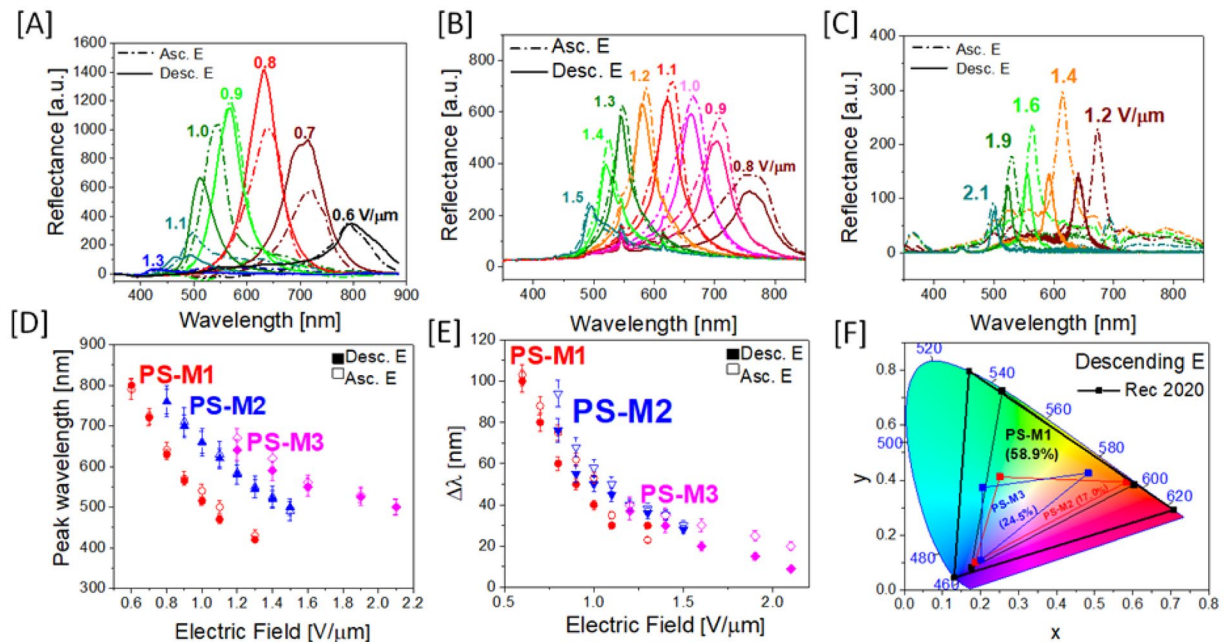 [A]
Asc. E
Desc. E
0.8
0.9
1.0
0.7
0.6 V/μm
1.1
1.3
Reflectance [a.u.]
1600
1400
1200
1000
800
600
400
200
0
400 500 600 700 800 900
Wavelength [nm]
[B]
Asc. E
Desc. E
1.1
1.2
1.0
1.3
0.9
1.4
0.8 V/μm
1.5
Reflectance [a.u.]
800
600
400
200
0
400 500 600 700 800
Wavelength [nm]
[C]
Asc. E
Desc. E
1.4
1.6
1.2 V/μm
1.9
2.1
Reflectance [a.u.]
400
300
200
100
0
400 500 600 700 800
Wavelength [nm]
[D]
Desc. E
Asc. E
PS-M1
PS-M2
PS-M3
Peak wavelength [nm]
900
800
700
600
500
400
300
0.6 0.8 1.0 1.2 1.4 1.6 1.8 2.0 2.2
Electric Field [V/μm]
[E]
PS-M1
Desc. E
Asc. E
PS-M2
PS-M3
Δλ [nm]
120
100
80
60
40
20
0
0.5 1.0 1.5 2.0
Electric Field [V/μm]
[F]
Descending E
Rec 2020
520
540
560
500
580
600
620
480
460
PS-M1
(58.9%)
PS-M3
(24.5%)
PS-M2 (17.0%)
y
0.8
0.6
0.4
0.2
0.0
0.0 0.1 0.2 0.3 0.4 0.5 0.6 0.7 0.8
x